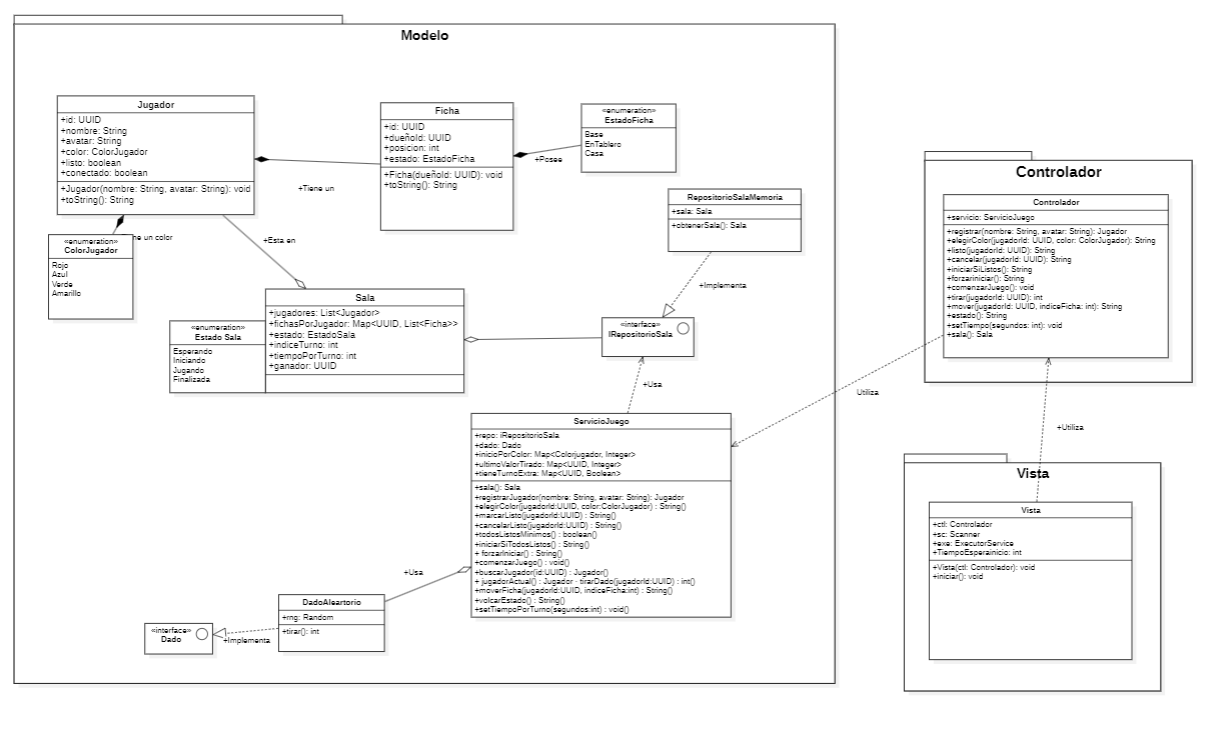 Modelo
Jugador
+id: UUID
+nombre: String
+avatar: String
+color: ColorJugador
+listo: boolean
+conectado: boolean
+Jugador(nombre: String, avatar: String): void
+toString(): String
Ficha
+id: UUID
+dueñoId: UUID
+posicion: int
+estado: EstadoFicha
+Ficha(dueñoId: UUID): void
+toString(): String
«enumeration»
EstadoFicha
Base
EnTablero
Casa
+Posee
+Tiene un
ne un color
«enumeration»
ColorJugador
Rojo
Azul
Verde
Amarillo
+Esta en
RepositorioSalaMemoria
+sala: Sala
+obtenerSala(): Sala
+Implementa
«interface»
IRepositorioSala
Sala
+jugadores: List<Jugador>
+fichasPorJugador: Map<UUID, List<Ficha>>
+estado: EstadoSala
+indiceTurno: int
+tiempoPorTurno: int
+ganador: UUID
«enumeration»
Estado Sala
Esperando
Iniciando
Jugando
Finalizada
+Usa
ServicioJuego
+repo: IRepositorioSala
+dado: Dado
+inicioPorColor: Map<Colorjugador, Integer>
+ultimoValorTirado: Map<UUID, Integer>
+tieneTurnoExtra: Map<UUID, Boolean>
+sala(): Sala
+registrarJugador(nombre: String, avatar: String): Jugador
+elegirColor(jugadorId:UUID, color:ColorJugador) : String()
+marcarListo(jugadorId:UUID) : String()
+cancelarListo(jugadorId:UUID) : String()
+todosListosMinimos() : boolean()
+iniciarSiTodosListos() : String()
+ forzarIniciar() : String()
+comenzarJuego() : void()
+buscarJugador(id:UUID) : Jugador()
+ jugadorActual() : Jugador - tirarDado(jugadorId:UUID) : int()
+moverFicha(jugadorId:UUID, indiceFicha:int) : String()
+volcarEstado() : String()
+setTiempoPorTurno(segundos:int) : void()
+Usa
DadoAleartorio
+rng: Random
+tirar(): int
+Implementa
«interface»
Dado
Controlador
Controlador
+servicio: ServicioJuego
+registrar(nombre: String, avatar: String): Jugador
+elegirColor(jugadorId: UUID, color: ColorJugador): String
+listo(jugadorId: UUID): String
+cancelar(jugadorId: UUID): String
+iniciarSiListos(): String
+forzariniciar(): String
+comenzarJuego(): void
+tirar(jugadorId: UUID): int
+mover(jugadorId: UUID, indiceFicha: int): String
+estado(): String
+setTiempo(segundos: int): void
+sala(): Sala
Utiliza
+Utiliza
Vista
Vista
+ctl: Controlador
+sc: Scanner
+exe: ExecutorService
+TiempoEsperainicio: int
+Vista(ctl: Controlador): void
+iniciar(): void